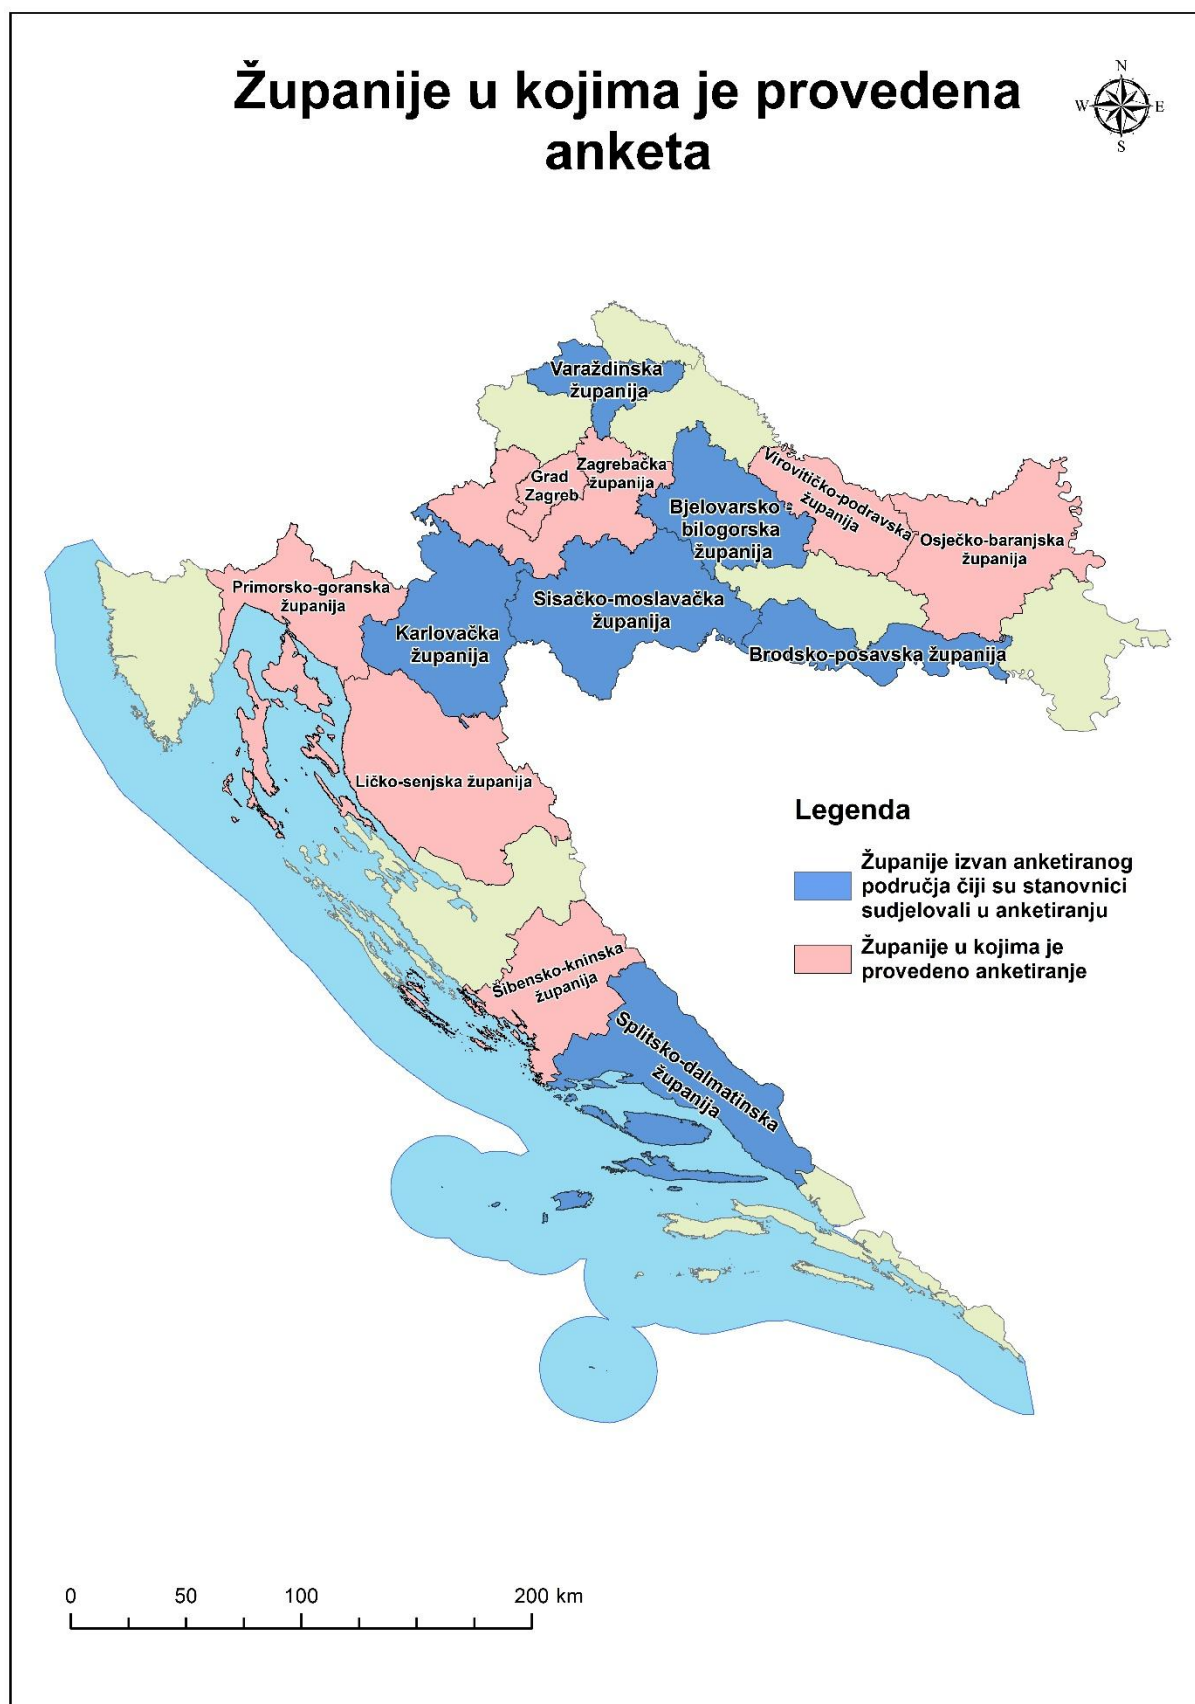 Županije u kojima je provedena
anketa
N
W
E
S
Varaždinska
županija
Grad
Zagreb
Zagrebačka
županija
Bjelovarsko -
bilogorska
županija
Virovitičko-podravska
županija
Osječko-baranjska
županija
Primorsko-goranska
županija
Karlovačka
županija
Sisačko-moslavačka
županija
Brodsko-posavska županija
Ličko-senjska županija
Šibensko-kninska
županija
Splitsko-dalmatinska
županija
Legenda
Županije izvan anketiranog
područja čiji su stanovnici
sudjelovali u anketiranju
Županije u kojima je
provedeno anketiranje
0 50 100 200 km